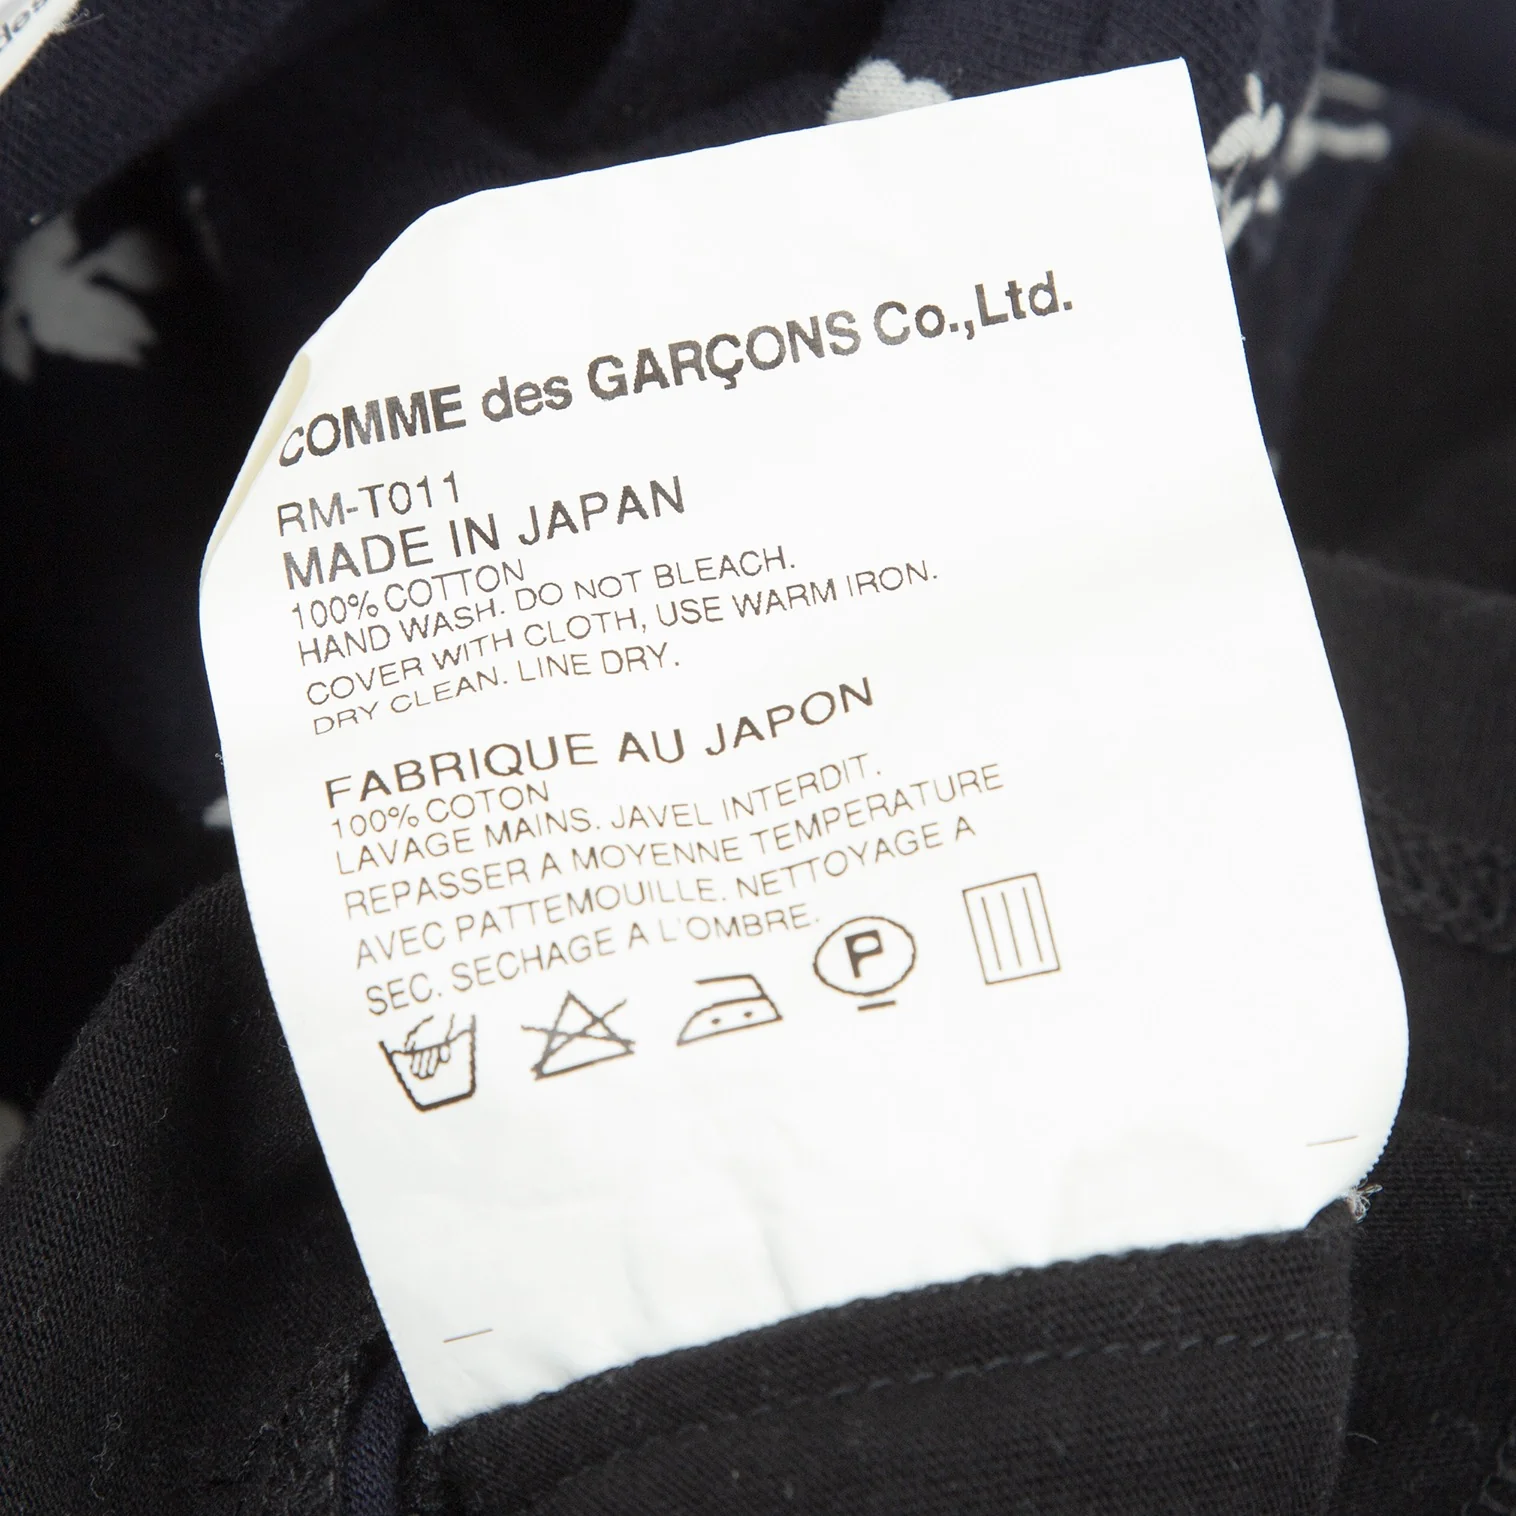 des
COMME des GARÇONS Co.,Ltd.
RM-T011
MADE IN JAPAN
100% COTTON
HAND WASH. DO NOT BLEACH.
COVER WITH CLOTH, USE WARM IRON.
DRY CLEAN. LINE DRY.
FABRIQUE AU JAPON
100% COTON
LAVAGE MAINS. JAVEL INTERDIT.
REPASSER A MOYENNE TEMPERATURE
AVEC PATTEMOUILLE. NETTOYAGE A
SEC. SECHAGE A L'OMBRE.
P